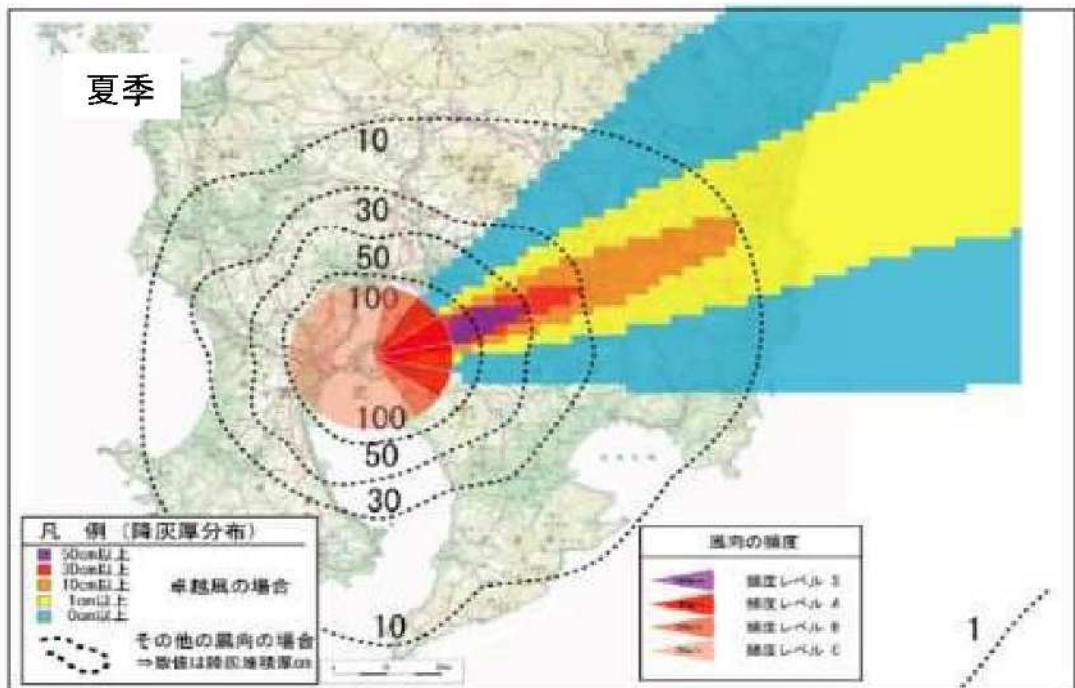 夏季
10
30
50
100
100
50
30
10
1
凡 例 (降灰厚分布)
50cm以上
30cm以上
10cm以上
1cm以上
0cm以上
卓越風の場合
その他の風向の場合
⇒数値は降灰堆積厚cm
風向の頻度
頻度レベル S
頻度レベル A
頻度レベル B
頻度レベル C